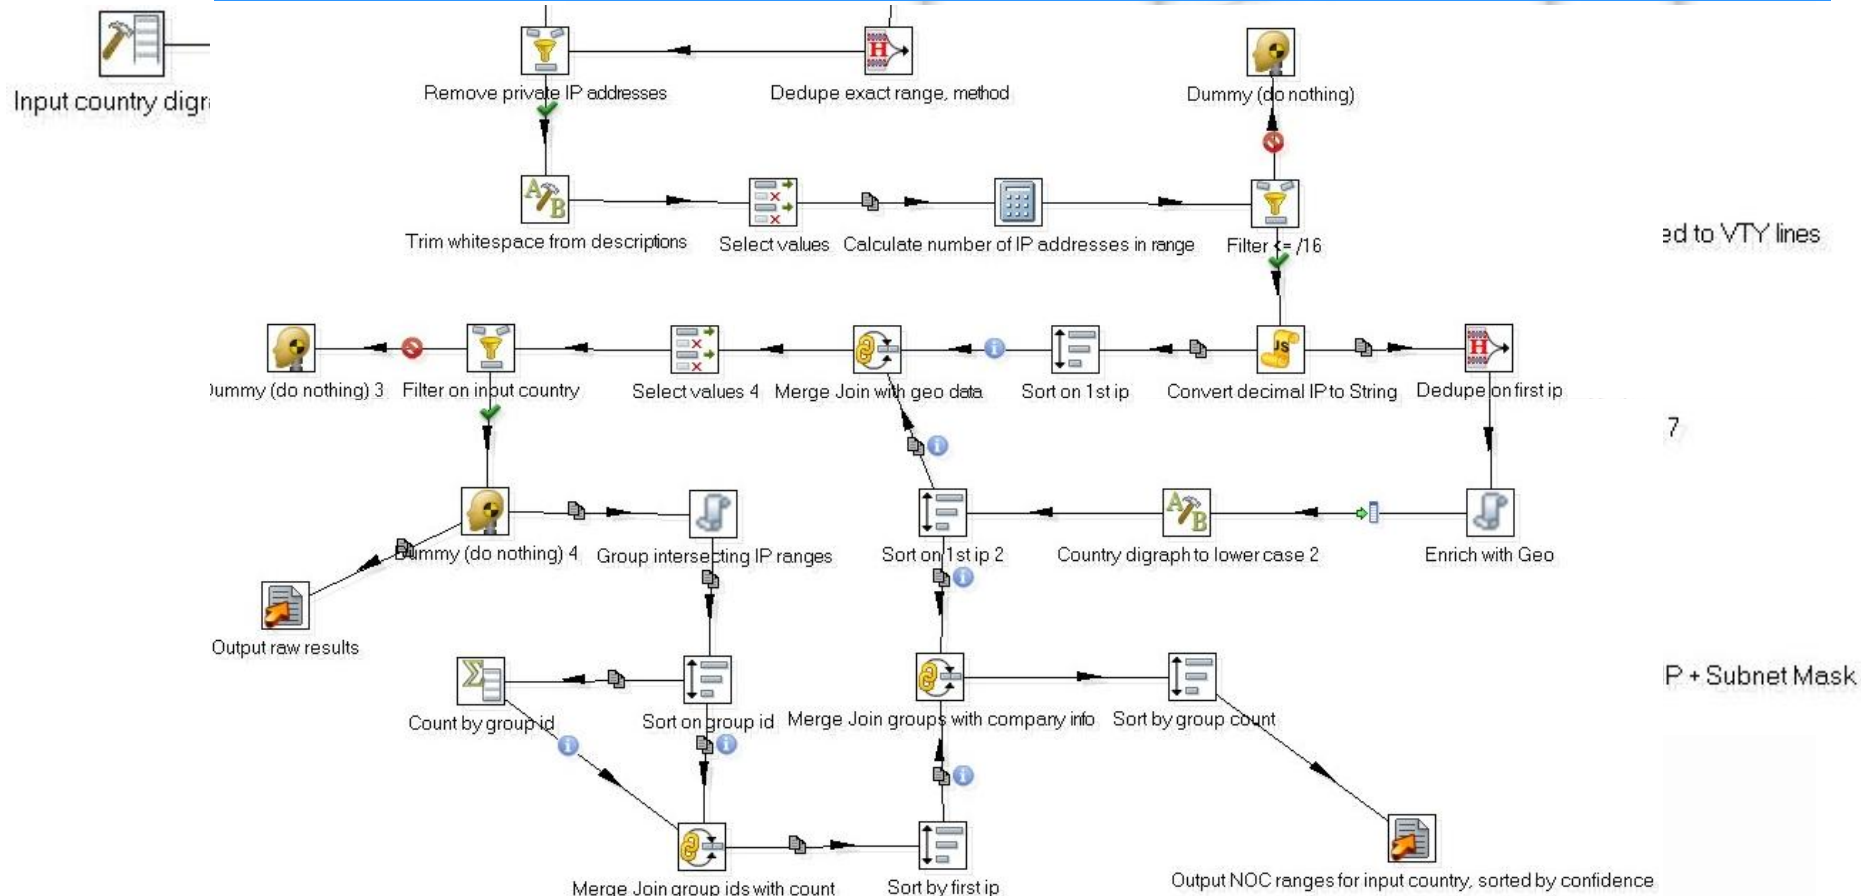 Input country digr
Remove private IP addresses
Dedupe exact range, method
Dummy (do nothing)
Trim whitespace from descriptions
Select values
Calculate number of IP addresses in range
Filter <= /16
ed to VTY lines
Dummy (do nothing) 3
Filter on input country
Select values 4
Merge Join with geo data
Sort on 1st ip
Convert decimal IP to String
Dedupe on first ip
7
Dummy (do nothing) 4
Group intersecting IP ranges
Sort on 1st ip 2
Country digraph to lower case 2
Enrich with Geo
Output raw results
Count by group id
Sort on group id
Merge Join groups with company info
Sort by group count
IP + Subnet Mask
Merge Join group ids with count
Sort by first ip
Output NOC ranges for input country, sorted by confidence